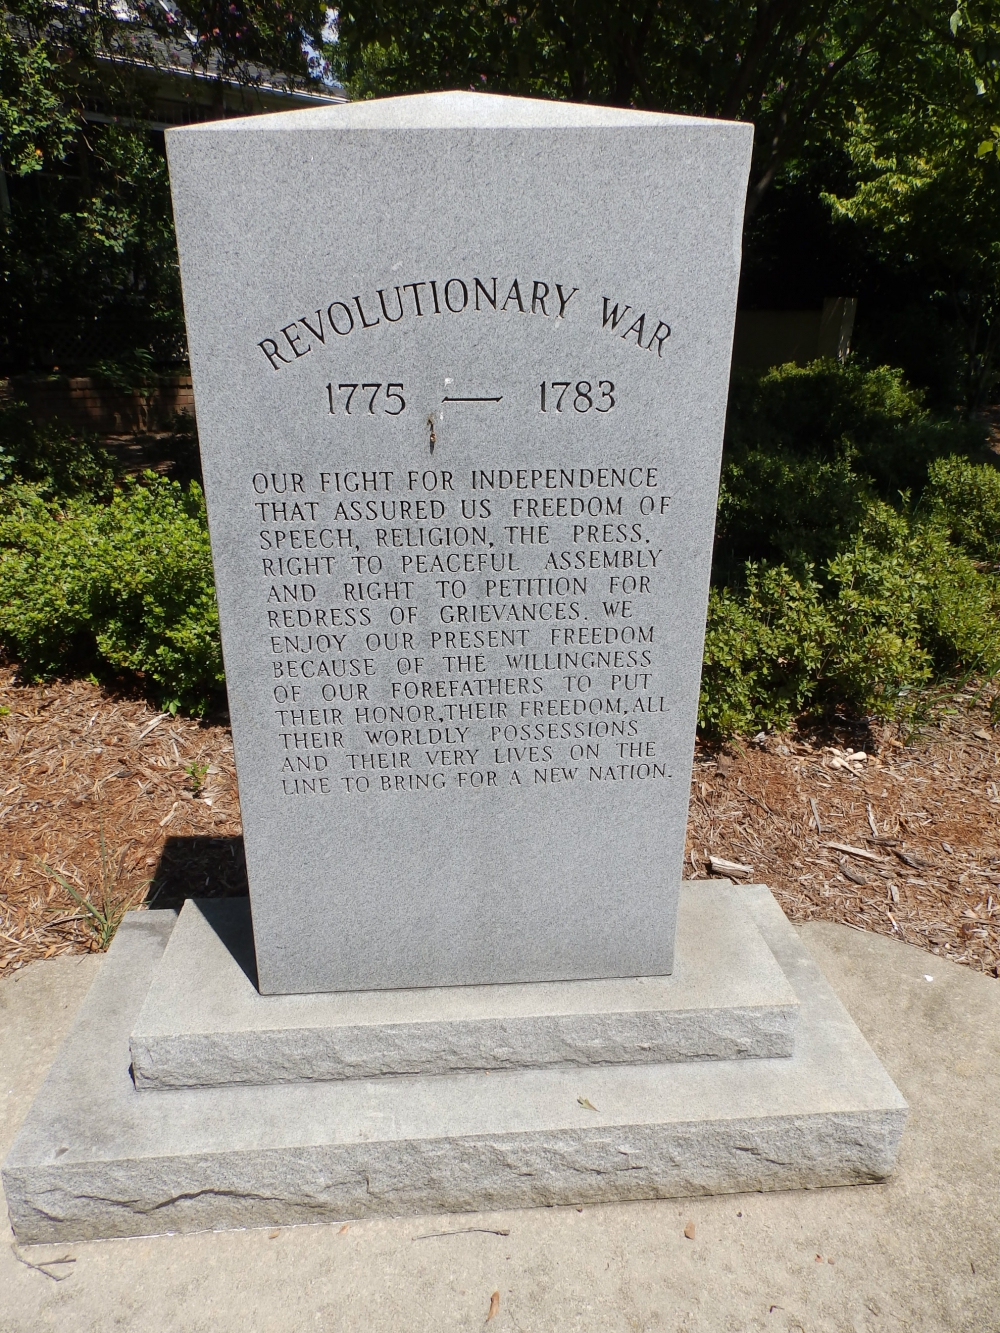 REVOLUTIONARY WAR
1775 — 1783
OUR FIGHT FOR INDEPENDENCE
THAT ASSURED US FREEDOM OF
SPEECH, RELIGION, THE PRESS,
RIGHT TO PEACEFUL ASSEMBLY
AND RIGHT TO PETITION FOR
REDRESS OF GRIEVANCES. WE
ENJOY OUR PRESENT FREEDOM
BECAUSE OF THE WILLINGNESS
OF OUR FOREFATHERS TO PUT
THEIR HONOR, THEIR FREEDOM, ALL
THEIR WORLDLY POSSESSIONS
AND THEIR VERY LIVES ON THE
LINE TO BRING FOR A NEW NATION.